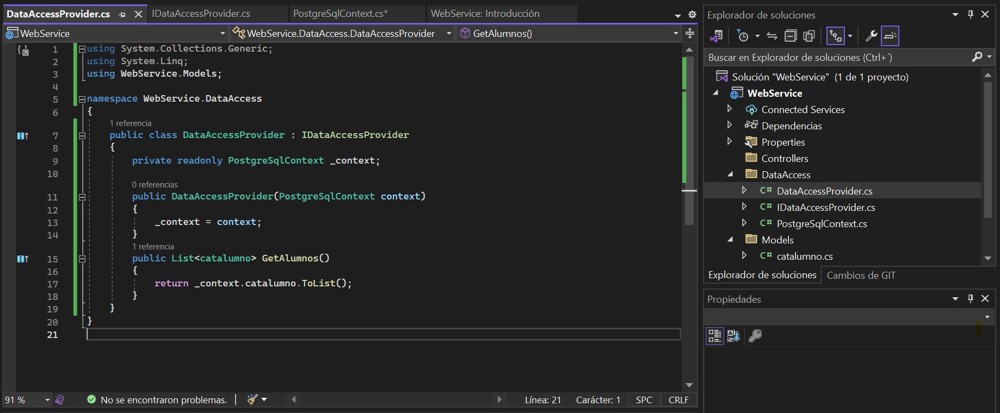 DataAccessProvider.cs
IDataAccessProvider.cs
PostgreSqlContext.cs*
WebService: Introducción
WebService
WebService.DataAccess.DataAccessProvider
GetAlumnos()
1 using System.Collections.Generic;
2 using System.Linq;
3 using WebService.Models;
4
5 namespace WebService.DataAccess
6 {
1 referencia
7 public class DataAccessProvider : IDataAccessProvider
8 {
9 private readonly PostgreSqlContext _context;
10
0 referencias
11 public DataAccessProvider(PostgreSqlContext context)
12 {
13 _context = context;
14 }
1 referencia
15 public List<catalumno> GetAlumnos()
16 {
17 return _context.catalumno.ToList();
18 }
19 }
20 }
21
91 %
No se encontraron problemas.
Línea: 21
Carácter: 1
SPC
CRLF
Explorador de soluciones
Buscar en Explorador de soluciones (Ctrl+´)
Solución "WebService" (1 de 1 proyecto)
WebService
Connected Services
Dependencias
Properties
Controllers
DataAccess
C# DataAccessProvider.cs
C# IDataAccessProvider.cs
C# PostgreSqlContext.cs
Models
C# catalumno.cs
Explorador de soluciones
Cambios de GIT
Propiedades